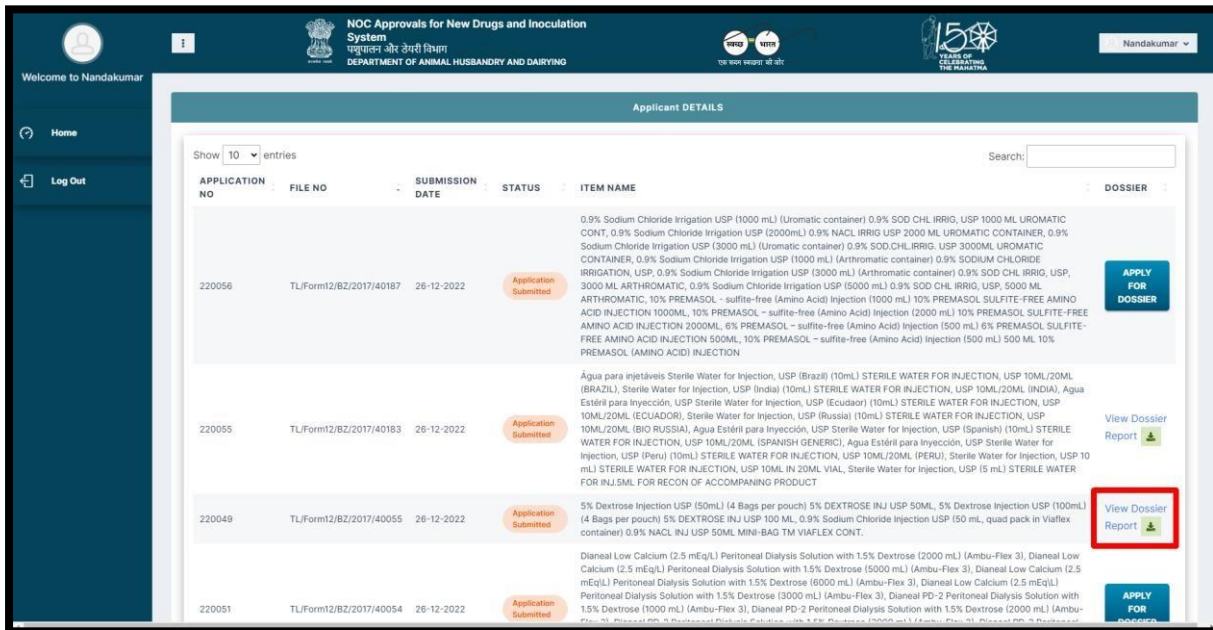 NOC Approvals for New Drugs and Inoculation
System
पशुपालन और डेयरी विभाग
DEPARTMENT OF ANIMAL HUSBANDRY AND DAIRYING
स्वच्छ भारत
एक कदम स्वच्छता की ओर
150
YEARS OF
CELEBRATING
THE MAHATMA
Nandakumar
Welcome to Nandakumar
Home
Log Out
Applicant DETAILS
Show 10 entries
Search:
APPLICATION NO FILE NO SUBMISSION DATE STATUS ITEM NAME DOSSIER
0.9% Sodium Chloride Irrigation USP (1000 mL) (Uromatic container) 0.9% SOD CHL IRRIG, USP 1000 ML UROMATIC
CONT, 0.9% Sodium Chloride Irrigation USP (2000mL) 0.9% NACL IRRIG USP 2000 ML UROMATIC CONTAINER, 0.9%
Sodium Chloride Irrigation USP (3000 mL) (Uromatic container) 0.9% SOD.CHL.IRRIG. USP 3000ML UROMATIC
CONTAINER, 0.9% Sodium Chloride Irrigation USP (1000 mL) (Arthromatic container) 0.9% SODIUM CHLORIDE
IRRIGATION, USP, 0.9% Sodium Chloride Irrigation USP (3000 mL) (Arthromatic container) 0.9% SOD CHL IRRIG, USP,
220056 TL/Form12/BZ/2017/40187 26-12-2022 Application Submitted 3000 ML ARTHROMATIC, 0.9% Sodium Chloride Irrigation USP (5000 mL) 0.9% SOD CHL IRRIG, USP, 5000 ML APPLY FOR DOSSIER
ARTHROMATIC, 10% PREMASOL - sulfite-free (Amino Acid) Injection (1000 mL) 10% PREMASOL SULFITE-FREE AMINO
ACID INJECTION 1000ML, 10% PREMASOL – sulfite-free (Amino Acid) Injection (2000 mL) 10% PREMASOL SULFITE-FREE
AMINO ACID INJECTION 2000ML, 6% PREMASOL – sulfite-free (Amino Acid) Injection (500 mL) 6% PREMASOL SULFITE-
FREE AMINO ACID INJECTION 500ML, 10% PREMASOL – sulfite-free (Amino Acid) Injection (500 mL) 500 ML 10%
PREMASOL (AMINO ACID) INJECTION
Água para injetáveis Sterile Water for Injection, USP (Brazil) (10mL) STERILE WATER FOR INJECTION, USP 10ML/20ML
(BRAZIL), Sterile Water for Injection, USP (India) (10mL) STERILE WATER FOR INJECTION, USP 10ML/20ML (INDIA), Agua
Estéril para Inyección, USP Sterile Water for Injection, USP (Ecudaor) (10mL) STERILE WATER FOR INJECTION, USP
10ML/20ML (ECUADOR), Sterile Water for Injection, USP (Russia) (10mL) STERILE WATER FOR INJECTION, USP
220055 TL/Form12/BZ/2017/40183 26-12-2022 Application Submitted 10ML/20ML (BIO RUSSIA), Agua Estéril para Inyección, USP Sterile Water for Injection, USP (Spanish) (10mL) STERILE View Dossier Report
WATER FOR INJECTION, USP 10ML/20ML (SPANISH GENERIC), Agua Estéril para Inyección, USP Sterile Water for
Injection, USP (Peru) (10mL) STERILE WATER FOR INJECTION, USP 10ML/20ML (PERU), Sterile Water for Injection, USP 10
mL) STERILE WATER FOR INJECTION, USP 10ML IN 20ML VIAL, Sterile Water for Injection, USP (5 mL) STERILE WATER
FOR INJ.5ML FOR RECON OF ACCOMPANING PRODUCT
5% Dextrose Injection USP (50mL) (4 Bags per pouch) 5% DEXTROSE INJ USP 50ML, 5% Dextrose Injection USP (100mL)
220049 TL/Form12/BZ/2017/40055 26-12-2022 Application Submitted (4 Bags per pouch) 5% DEXTROSE INJ USP 100 ML, 0.9% Sodium Chloride Injection USP (50 mL, quad pack in Viaflex View Dossier Report
container) 0.9% NACL INJ USP 50ML MINI-BAG TM VIAFLEX CONT.
Dianeal Low Calcium (2.5 mEq/L) Peritoneal Dialysis Solution with 1.5% Dextrose (2000 mL) (Ambu-Flex 3), Dianeal Low
Calcium (2.5 mEq/L) Peritoneal Dialysis Solution with 1.5% Dextrose (5000 mL) (Ambu-Flex 3), Dianeal Low Calcium (2.5
mEq\L) Peritoneal Dialysis Solution with 1.5% Dextrose (6000 mL) (Ambu-Flex 3), Dianeal Low Calcium (2.5 mEq\L)
Peritoneal Dialysis Solution with 1.5% Dextrose (3000 mL) (Ambu-Flex 3), Dianeal PD-2 Peritoneal Dialysis Solution with
220051 TL/Form12/BZ/2017/40054 26-12-2022 Application Submitted 1.5% Dextrose (1000 mL) (Ambu-Flex 3), Dianeal PD-2 Peritoneal Dialysis Solution with 1.5% Dextrose (2000 mL) (Ambu- APPLY FOR DOSSIER